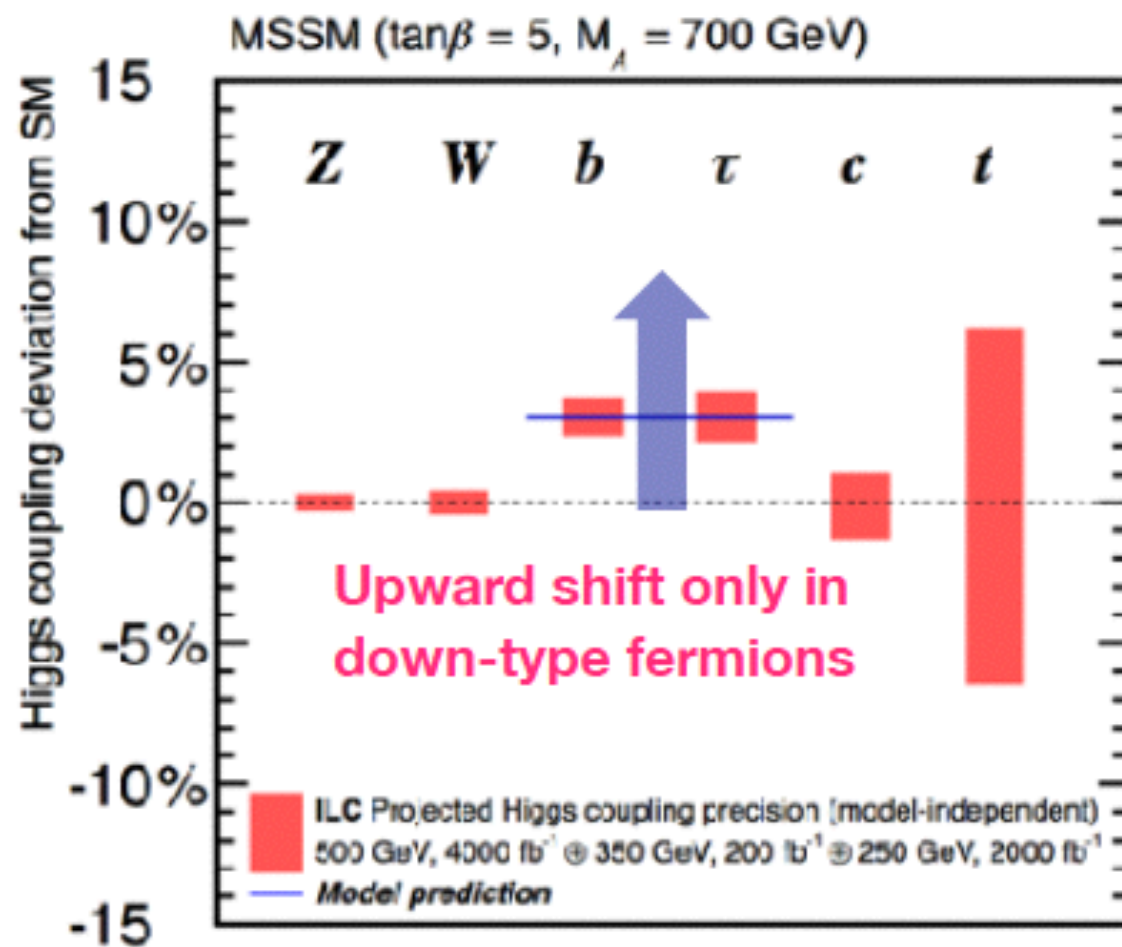 MSSM (tanβ = 5, M_A = 700 GeV)
Higgs coupling deviation from SM
15
10%
5%
0%
-5%
-10%
-15
Z W b τ c t
Upward shift only in
down-type fermions
ILC Projected Higgs coupling precision (model-independent)
500 GeV, 4000 fb⁻¹ ⊕ 350 GeV, 200 fb⁻¹ ⊕ 250 GeV, 2000 fb⁻¹
Model prediction